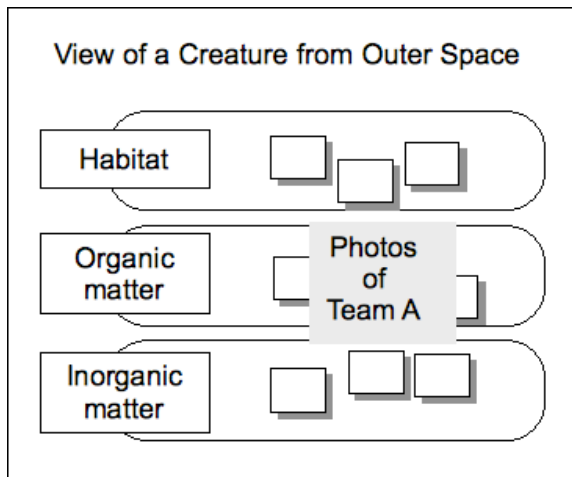 View of a Creature from Outer Space
Habitat
Organic
matter
Photos
of
Team A
Inorganic
matter